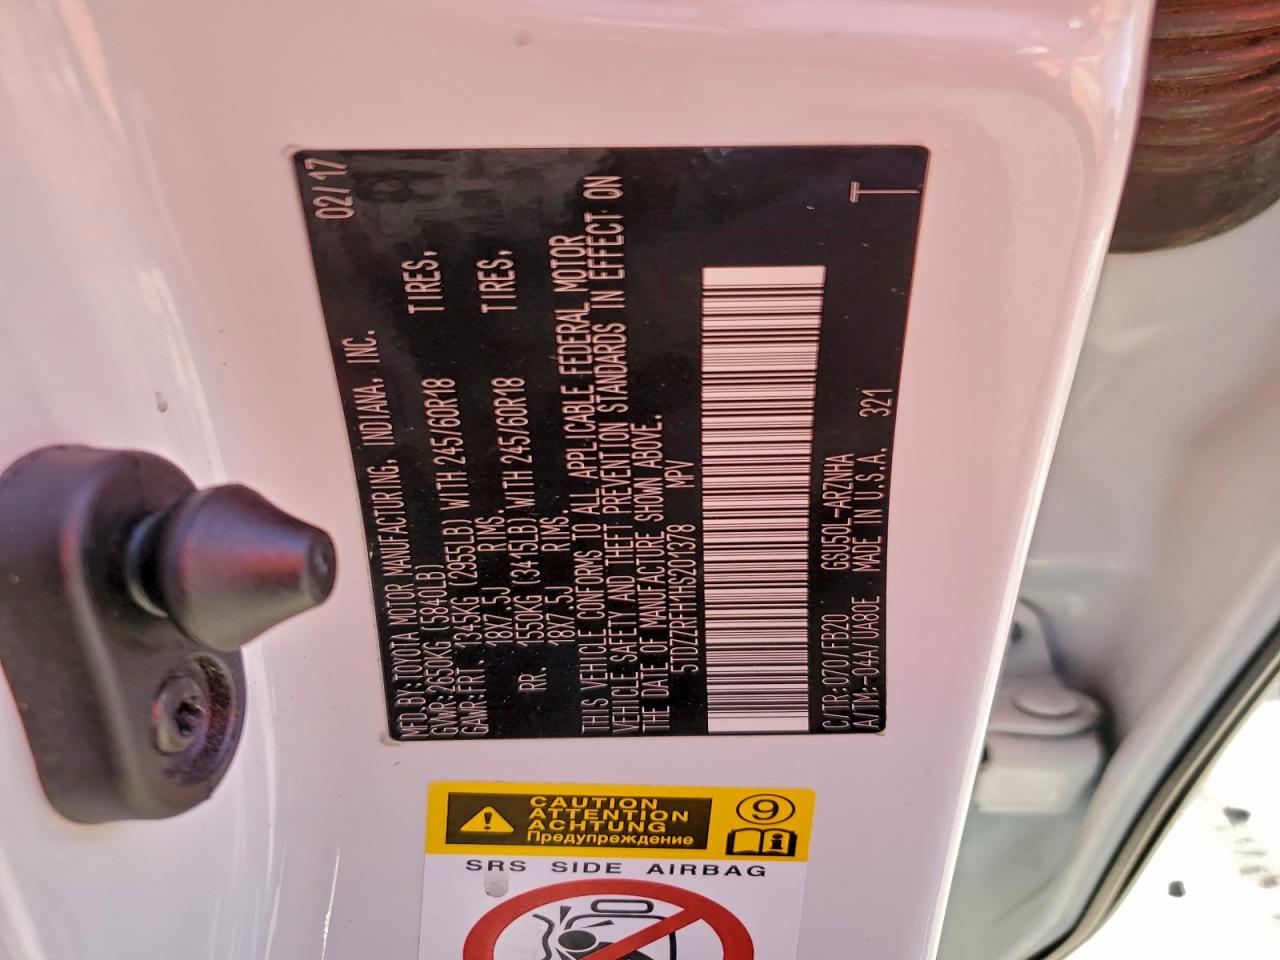 MFD. BY: TOYOTA MOTOR MANUFACTURING, INDIANA, INC. 02/17
GVWR: 2650KG (5840LB)
GAWR: FRT. 1345KG (2955LB) WITH 245/60R18 TIRES,
18X7.5J RIMS.
RR. 1550KG (3415LB) WITH 245/60R18 TIRES,
18X7.5J RIMS
THIS VEHICLE CONFORMS TO ALL APPLICABLE FEDERAL MOTOR
VEHICLE SAFETY AND THEFT PREVENTION STANDARDS IN EFFECT ON
THE DATE OF MANUFACTURE SHOWN ABOVE.
5TDZZRFH1HS201378 MPV
C/TR:070/FB20 GSU50L-ARZNHA
A/TM:-04A/UA80E MADE IN U.S.A. 321
T
CAUTION
ATTENTION
ACHTUNG
Предупреждение
9
i
SRS SIDE AIRBAG